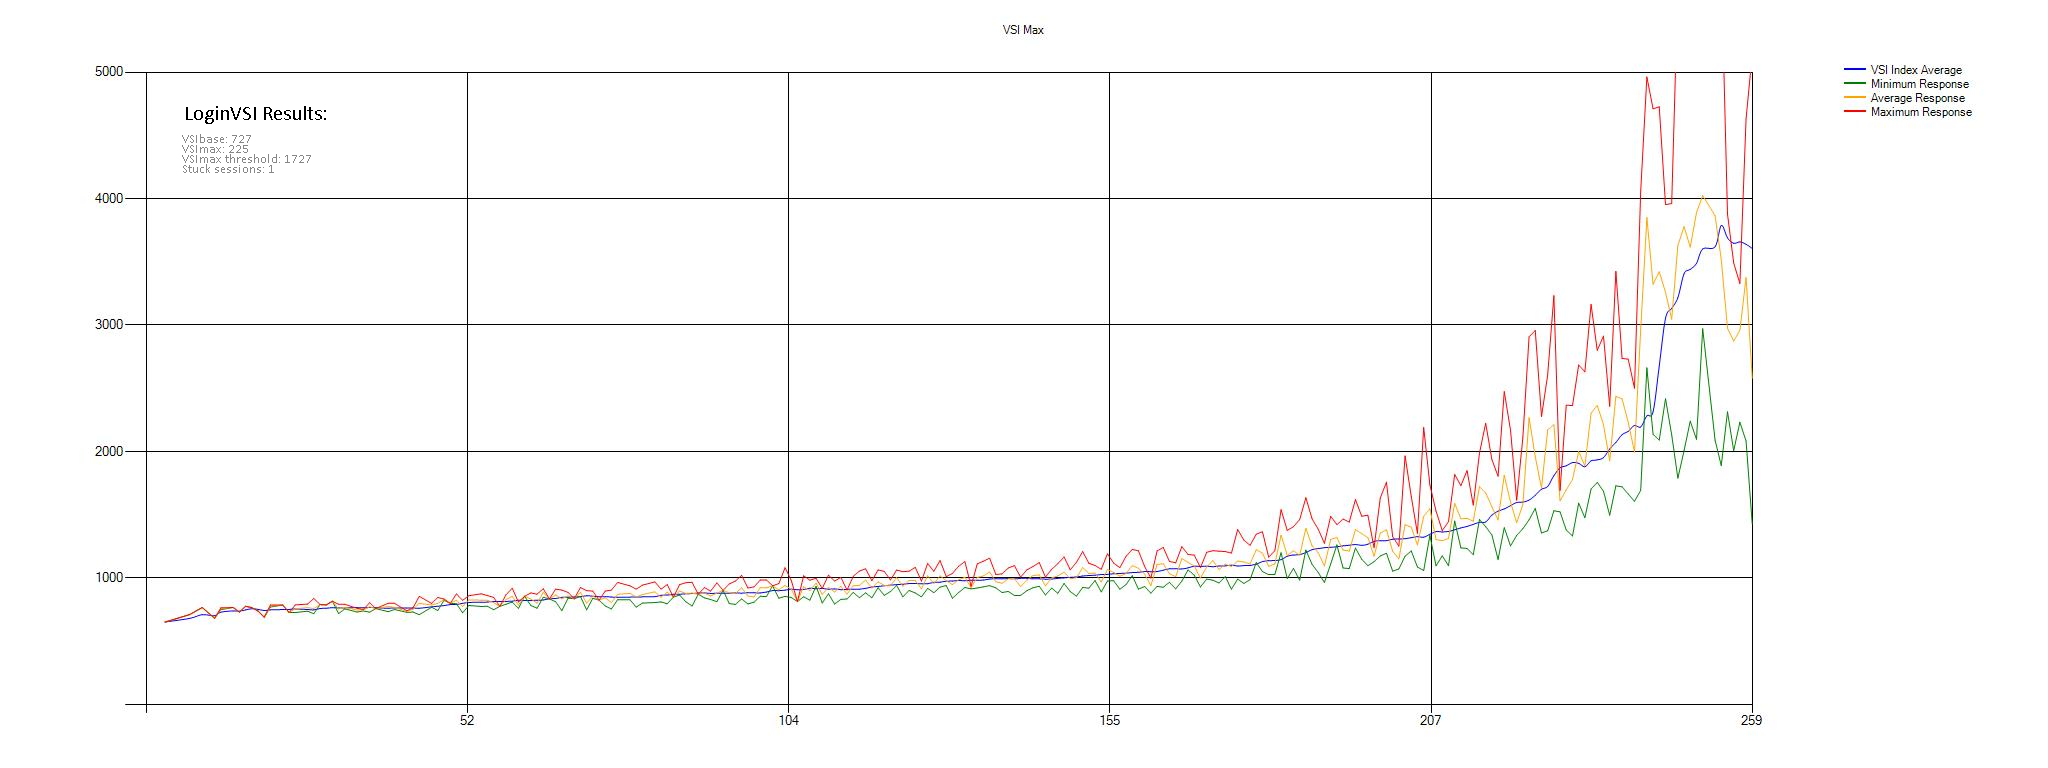 VSI Max
5000
4000
3000
2000
1000
LoginVSI Results:
VSIbase: 727
VSImax: 225
VSImax threshold: 1727
Stuck sessions: 1
VSI Index Average
Minimum Response
Average Response
Maximum Response
52
104
155
207
259